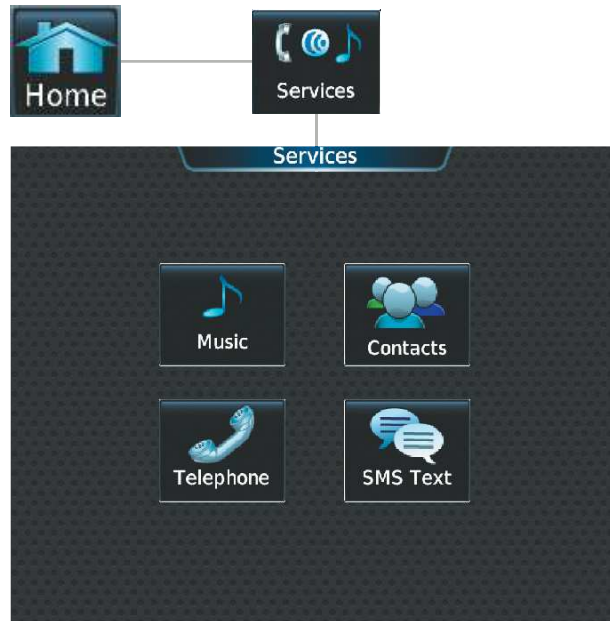 Home
Services
Services
Music
Contacts
Telephone
SMS Text